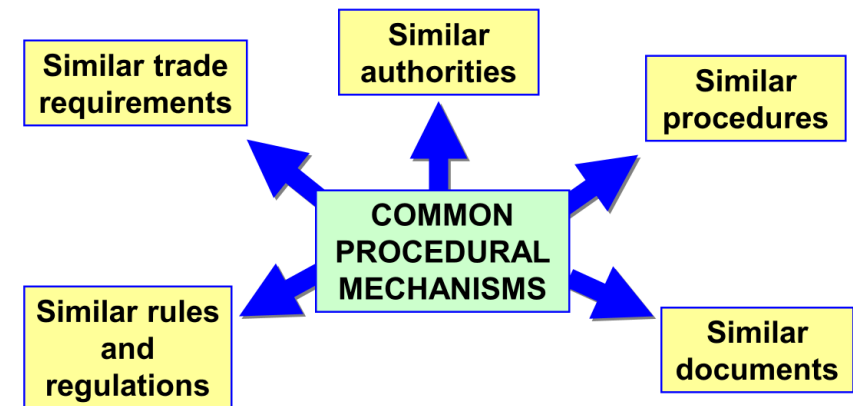 Similar
authorities
Similar trade
requirements
Similar
procedures
COMMON
PROCEDURAL
MECHANISMS
Similar rules
and
regulations
Similar
documents